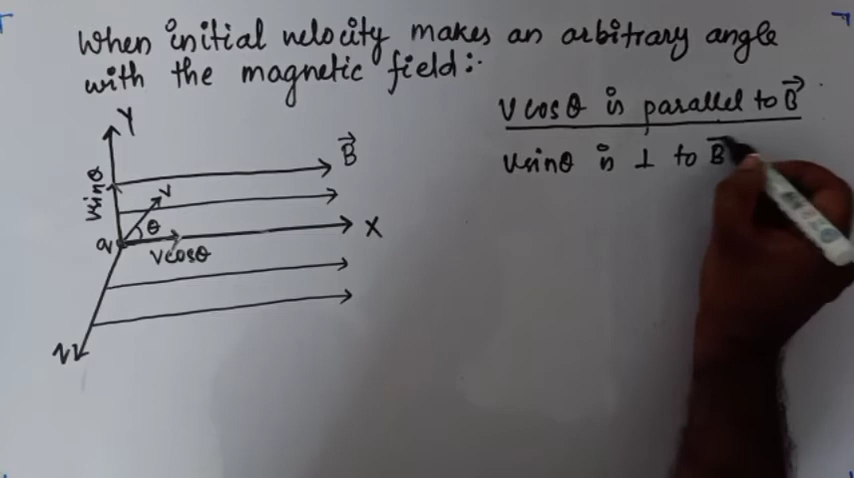 When initial velocity makes an arbitrary angle
with the magnetic field:-
V cosθ is parallel to B⃗
Vsinθ is ⊥ to B⃗
Y
B⃗
vsinθ
v
θ
q
X
Vcosθ
Z